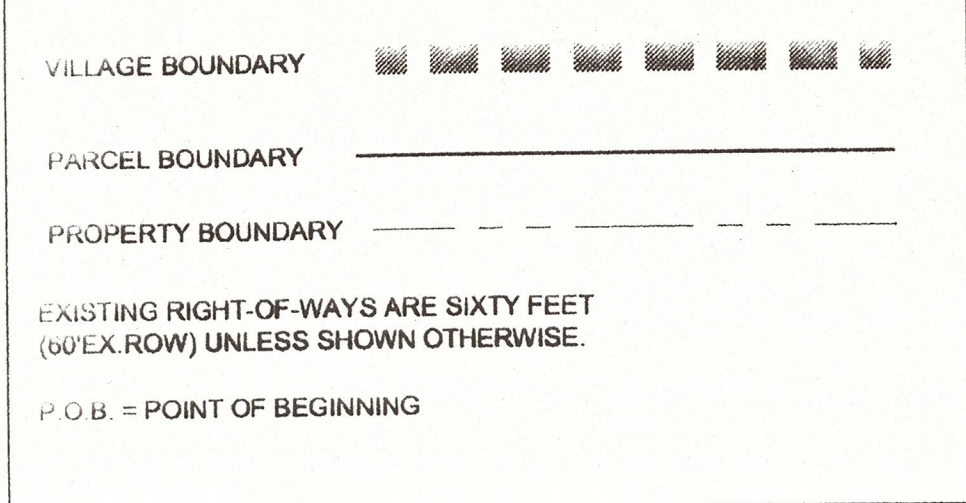 VILLAGE BOUNDARY
PARCEL BOUNDARY
PROPERTY BOUNDARY
EXISTING RIGHT-OF-WAYS ARE SIXTY FEET
(60'EX.ROW) UNLESS SHOWN OTHERWISE.
P.O.B. = POINT OF BEGINNING